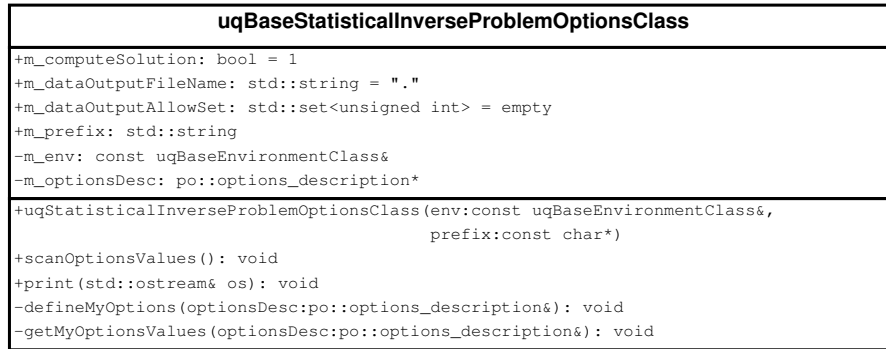 uqBaseStatisticalInverseProblemOptionsClass
+m_computeSolution: bool = 1
+m_dataOutputFileName: std::string = "."
+m_dataOutputAllowSet: std::set<unsigned int> = empty
+m_prefix: std::string
-m_env: const uqBaseEnvironmentClass&
-m_optionsDesc: po::options_description*
+uqStatisticalInverseProblemOptionsClass(env:const uqBaseEnvironmentClass&,
prefix:const char*)
+scanOptionsValues(): void
+print(std::ostream& os): void
-defineMyOptions(optionsDesc:po::options_description&): void
-getMyOptionsValues(optionsDesc:po::options_description&): void